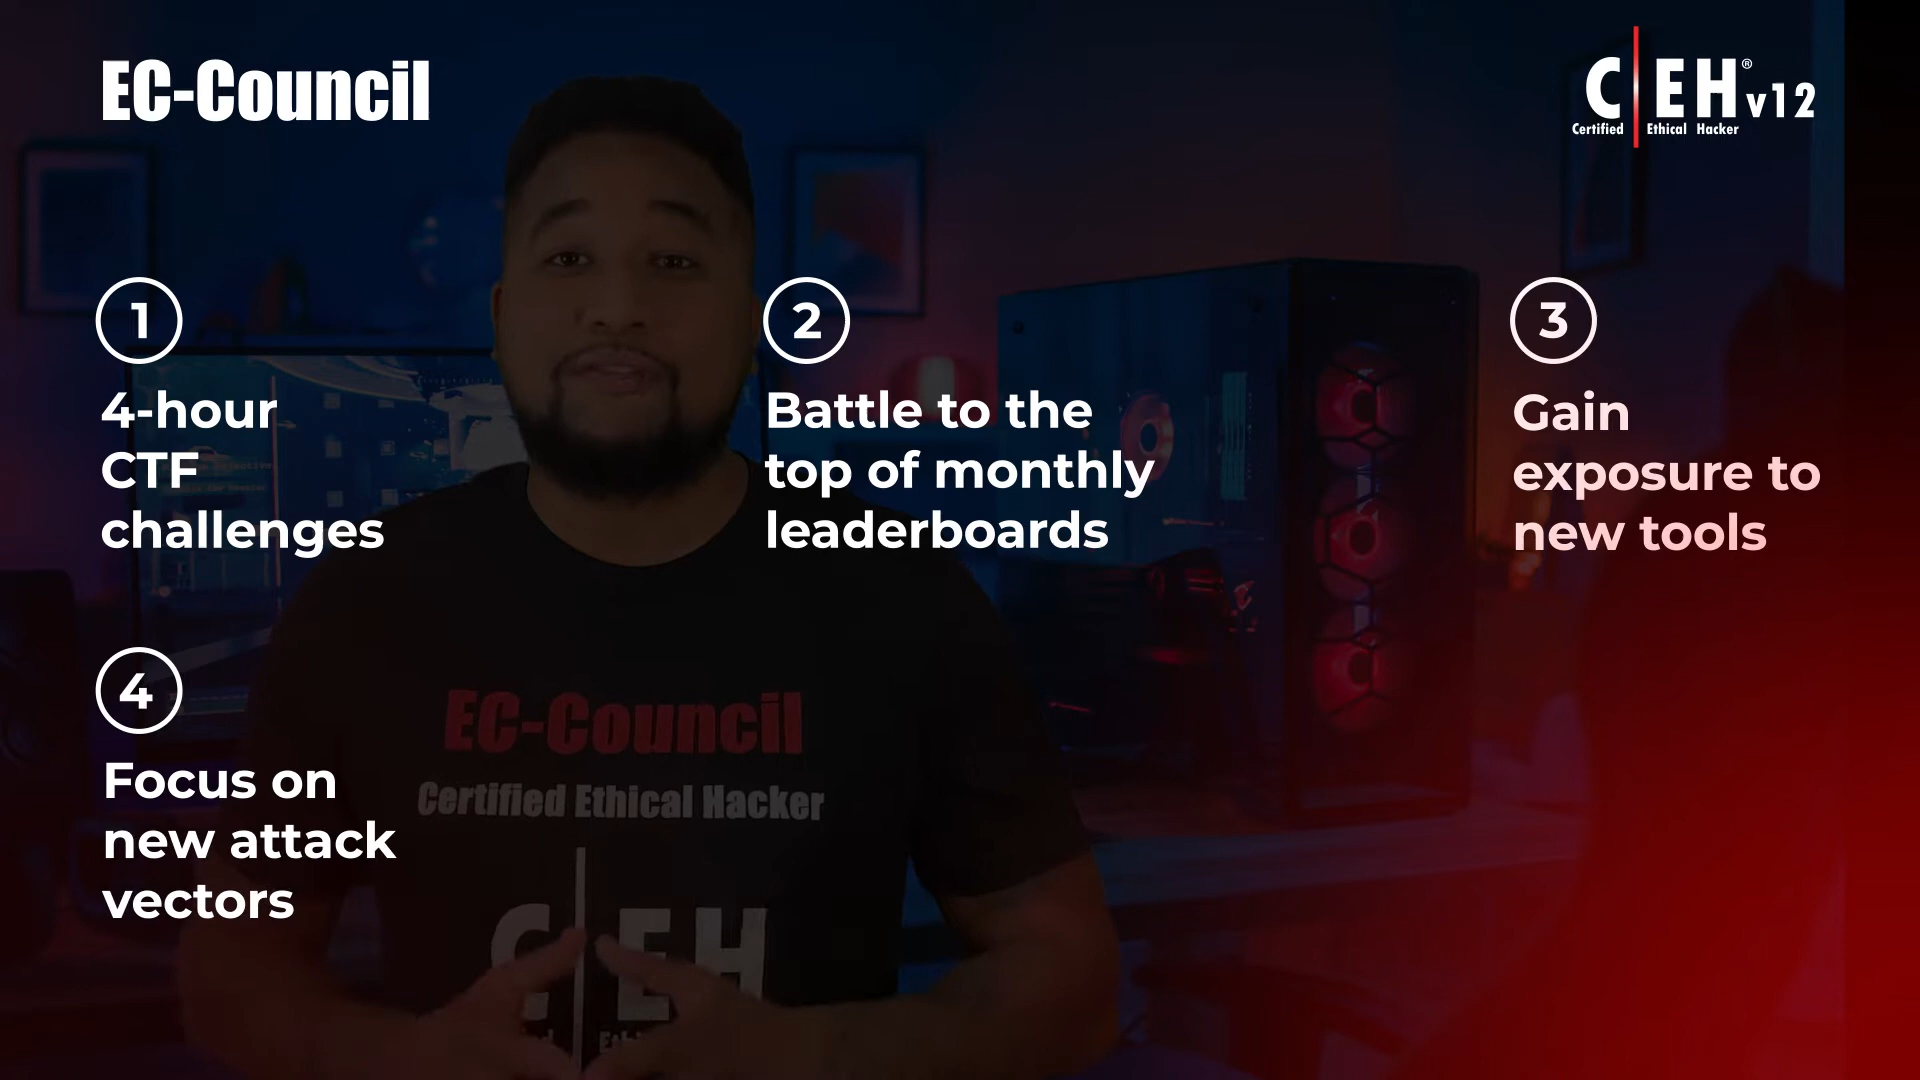 EC-Council
C|EH® v12
Certified Ethical Hacker
1
4-hour
CTF
challenges
2
Battle to the
top of monthly
leaderboards
3
Gain
exposure to
new tools
4
Focus on
new attack
vectors
EC-Council
Certified Ethical Hacker
C|EH